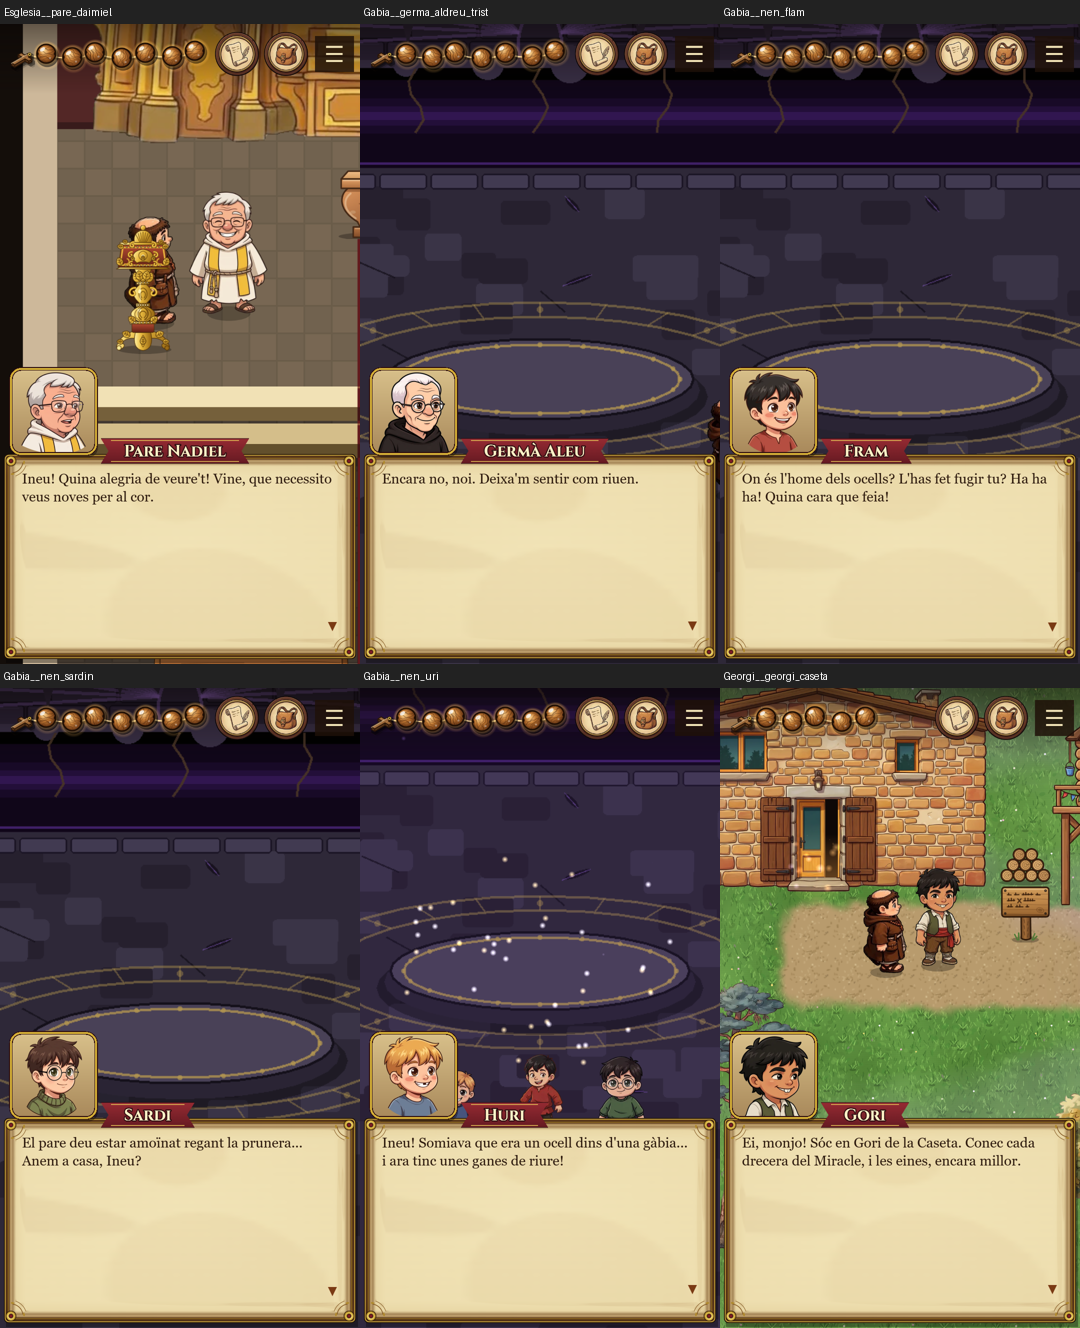 Esglesia__pare_daimiel
PARE NADIEL
Ineu! Quina alegria de veure't! Vine, que necessito
veus noves per al cor.
Gabia__germa_aldreu_trist
GERMÀ ALEU
Encara no, noi. Deixa'm sentir com riuen.
Gabia__nen_flam
FRAM
On és l'home dels ocells? L'has fet fugir tu? Ha ha
ha! Quina cara que feia!
Gabia__nen_sardin
SARDI
El pare deu estar amoïnat regant la prunera...
Anem a casa, Ineu?
Gabia__nen_uri
HURI
Ineu! Somiava que era un ocell dins d'una gàbia...
i ara tinc unes ganes de riure!
Georgi__georgi_caseta
GORI
Ei, monjo! Sóc en Gori de la Caseta. Conec cada
drecera del Miracle, i les eines, encara millor.